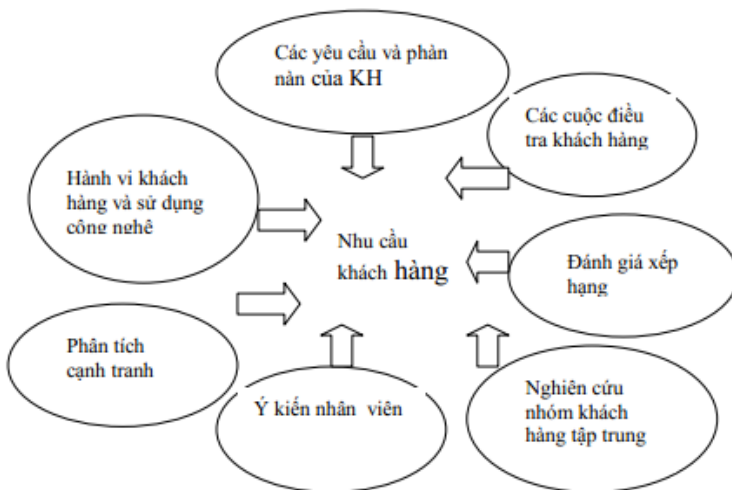 Các yêu cầu và phàn
nàn của KH
Các cuộc điều
tra khách hàng
Hành vi khách
hàng và sử dụng
công nghệ
Nhu cầu
khách hàng
Đánh giá xếp
hạng
Phân tích
cạnh tranh
Ý kiến nhân viên
Nghiên cứu
nhóm khách
hàng tập trung